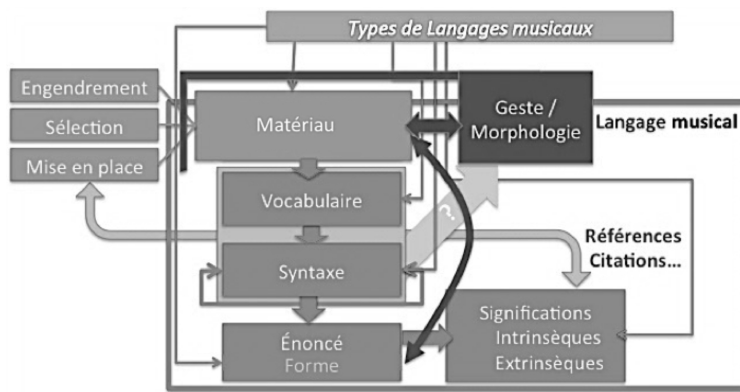 Types de Langages musicaux
Engendrement
Sélection
Mise en place
Matériau
Geste /
Morphologie
Langage musical
Vocabulaire
?
Syntaxe
Références
Citations...
Énoncé
Forme
Significations
Intrinsèques
Extrinsèques